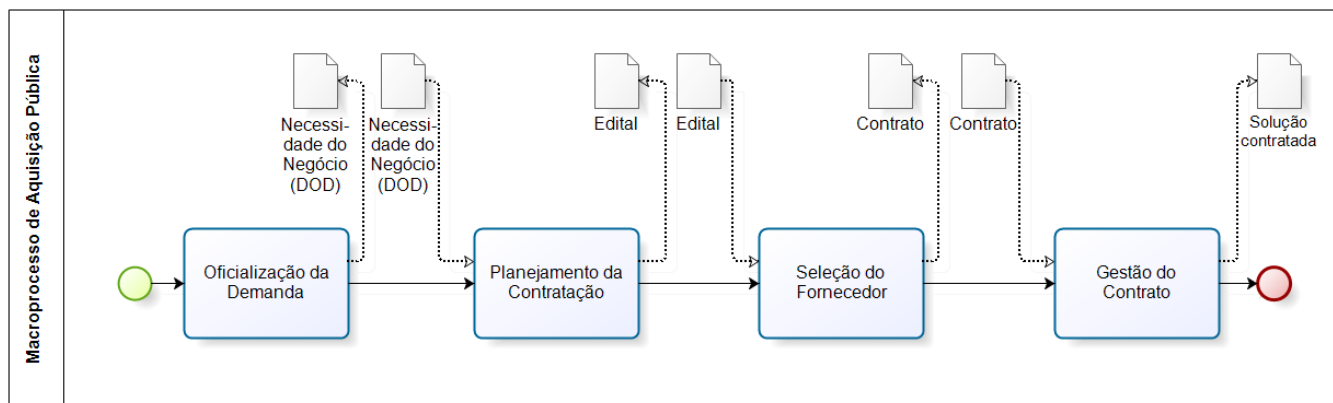 Macroprocesso de Aquisição Pública
Necessi-
dade do
Negócio
(DOD)
Necessi-
dade do
Negócio
(DOD)
Edital
Edital
Contrato
Contrato
Solução
contratada
Oficialização da
Demanda
Planejamento da
Contratação
Seleção do
Fornecedor
Gestão do
Contrato